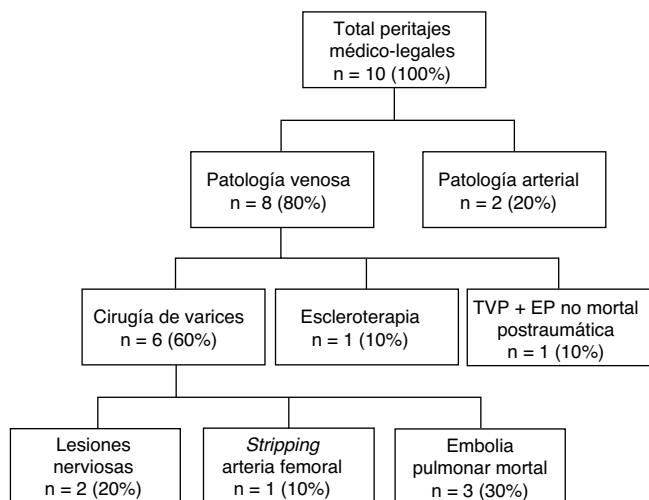 Total peritajes
médico-legales
n = 10 (100%)
Patología venosa
n = 8 (80%)
Patología arterial
n = 2 (20%)
Cirugía de varices
n = 6 (60%)
Escleroterapia
n = 1 (10%)
TVP + EP no mortal
postraumática
n = 1 (10%)
Lesiones
nerviosas
n = 2 (20%)
Stripping
arteria femoral
n = 1 (10%)
Embolia
pulmonar mortal
n = 3 (30%)